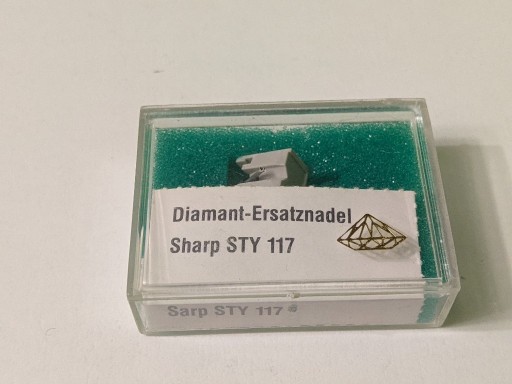 Diamant-Ersatznadel
Sharp STY 117
Sarp STY 117